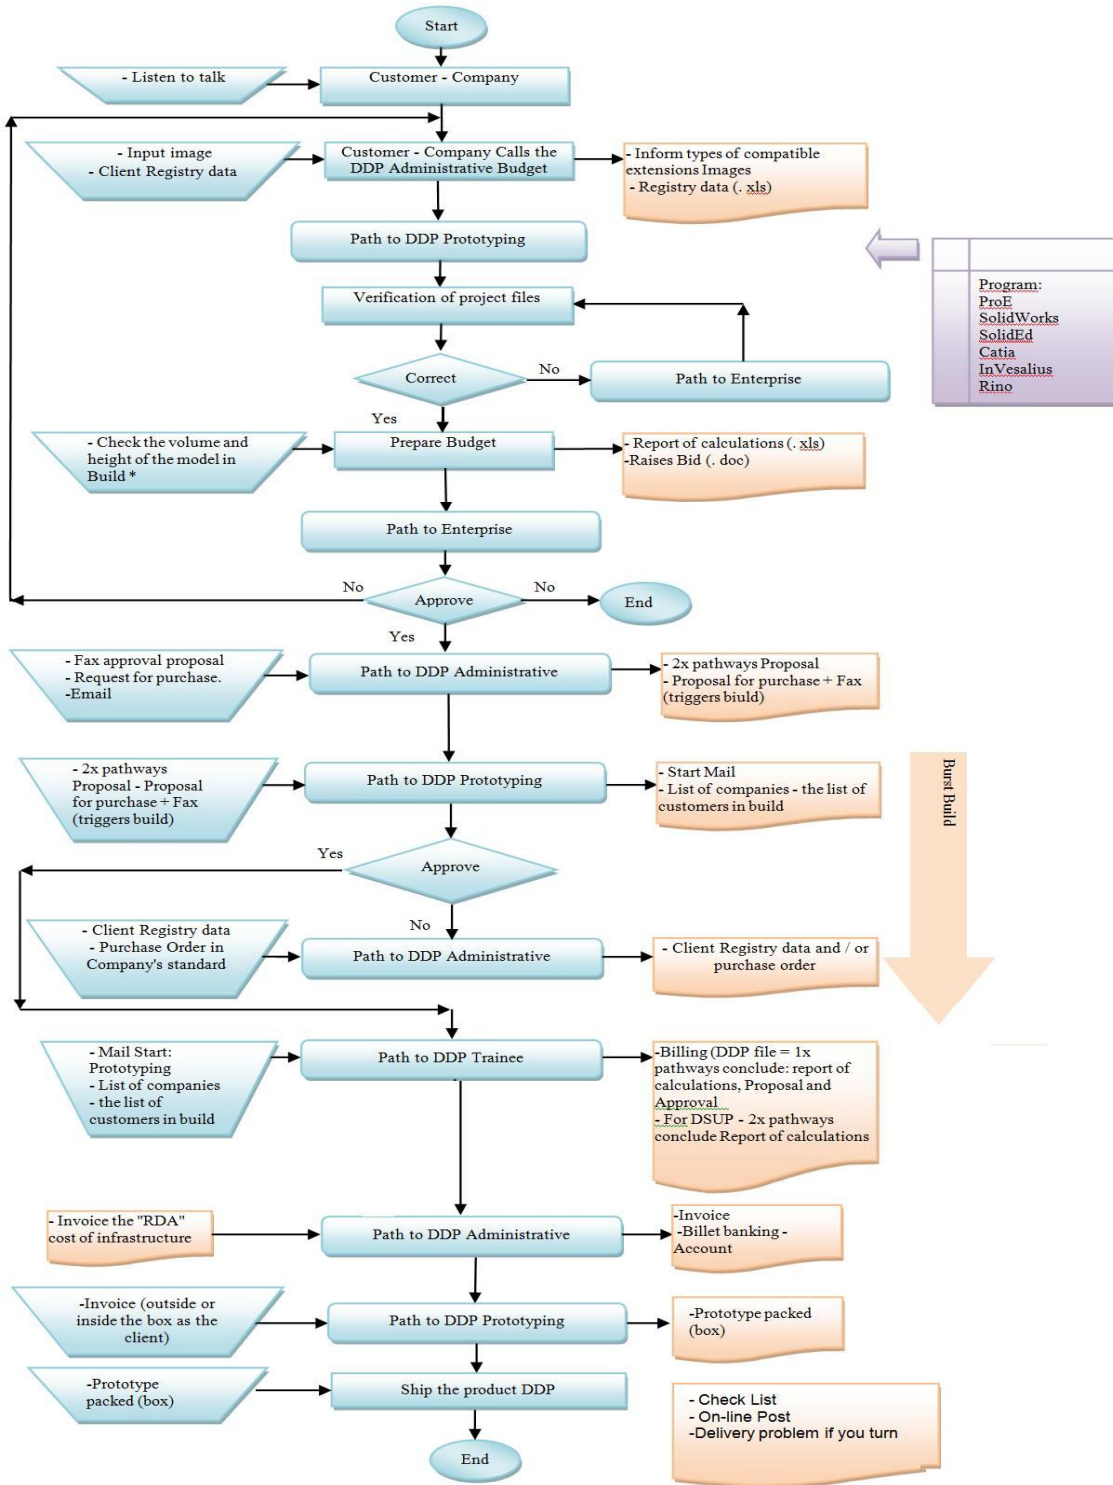 Start
- Listen to talk
Customer - Company
- Input image
- Client Registry data
Customer - Company Calls the
DDP Administrative Budget
- Inform types of compatible
extensions Images
- Registry data (. xls)
Path to DDP Prototyping
Program:
ProE
SolidWorks
SolidEd
Catia
InVesalius
Rino
Verification of project files
Correct
No
Path to Enterprise
Yes
- Check the volume and
height of the model in
Build *
Prepare Budget
- Report of calculations (. xls)
-Raises Bid (. doc)
Path to Enterprise
No
Approve
No
End
Yes
- Fax approval proposal
- Request for purchase.
-Email
Path to DDP Administrative
- 2x pathways Proposal
- Proposal for purchase + Fax
(triggers biuld)
- 2x pathways
Proposal - Proposal
for purchase + Fax
(triggers build)
Path to DDP Prototyping
- Start Mail
- List of companies - the list of
customers in build
Burst Build
Yes
Approve
No
- Client Registry data
- Purchase Order in
Company's standard
Path to DDP Administrative
- Client Registry data and / or
purchase order
- Mail Start:
Prototyping
- List of companies
- the list of
customers in build
Path to DDP Trainee
-Billing (DDP file = 1x
pathways conclude: report of
calculations, Proposal and
Approval
- For DSUP - 2x pathways
conclude Report of calculations
- Invoice the "RDA"
cost of infrastructure
Path to DDP Administrative
-Invoice
-Billet banking -
Account
-Invoice (outside or
inside the box as the
client)
Path to DDP Prototyping
-Prototype packed
(box)
-Prototype
packed (box)
Ship the product DDP
- Check List
- On-line Post
-Delivery problem if you turn
End